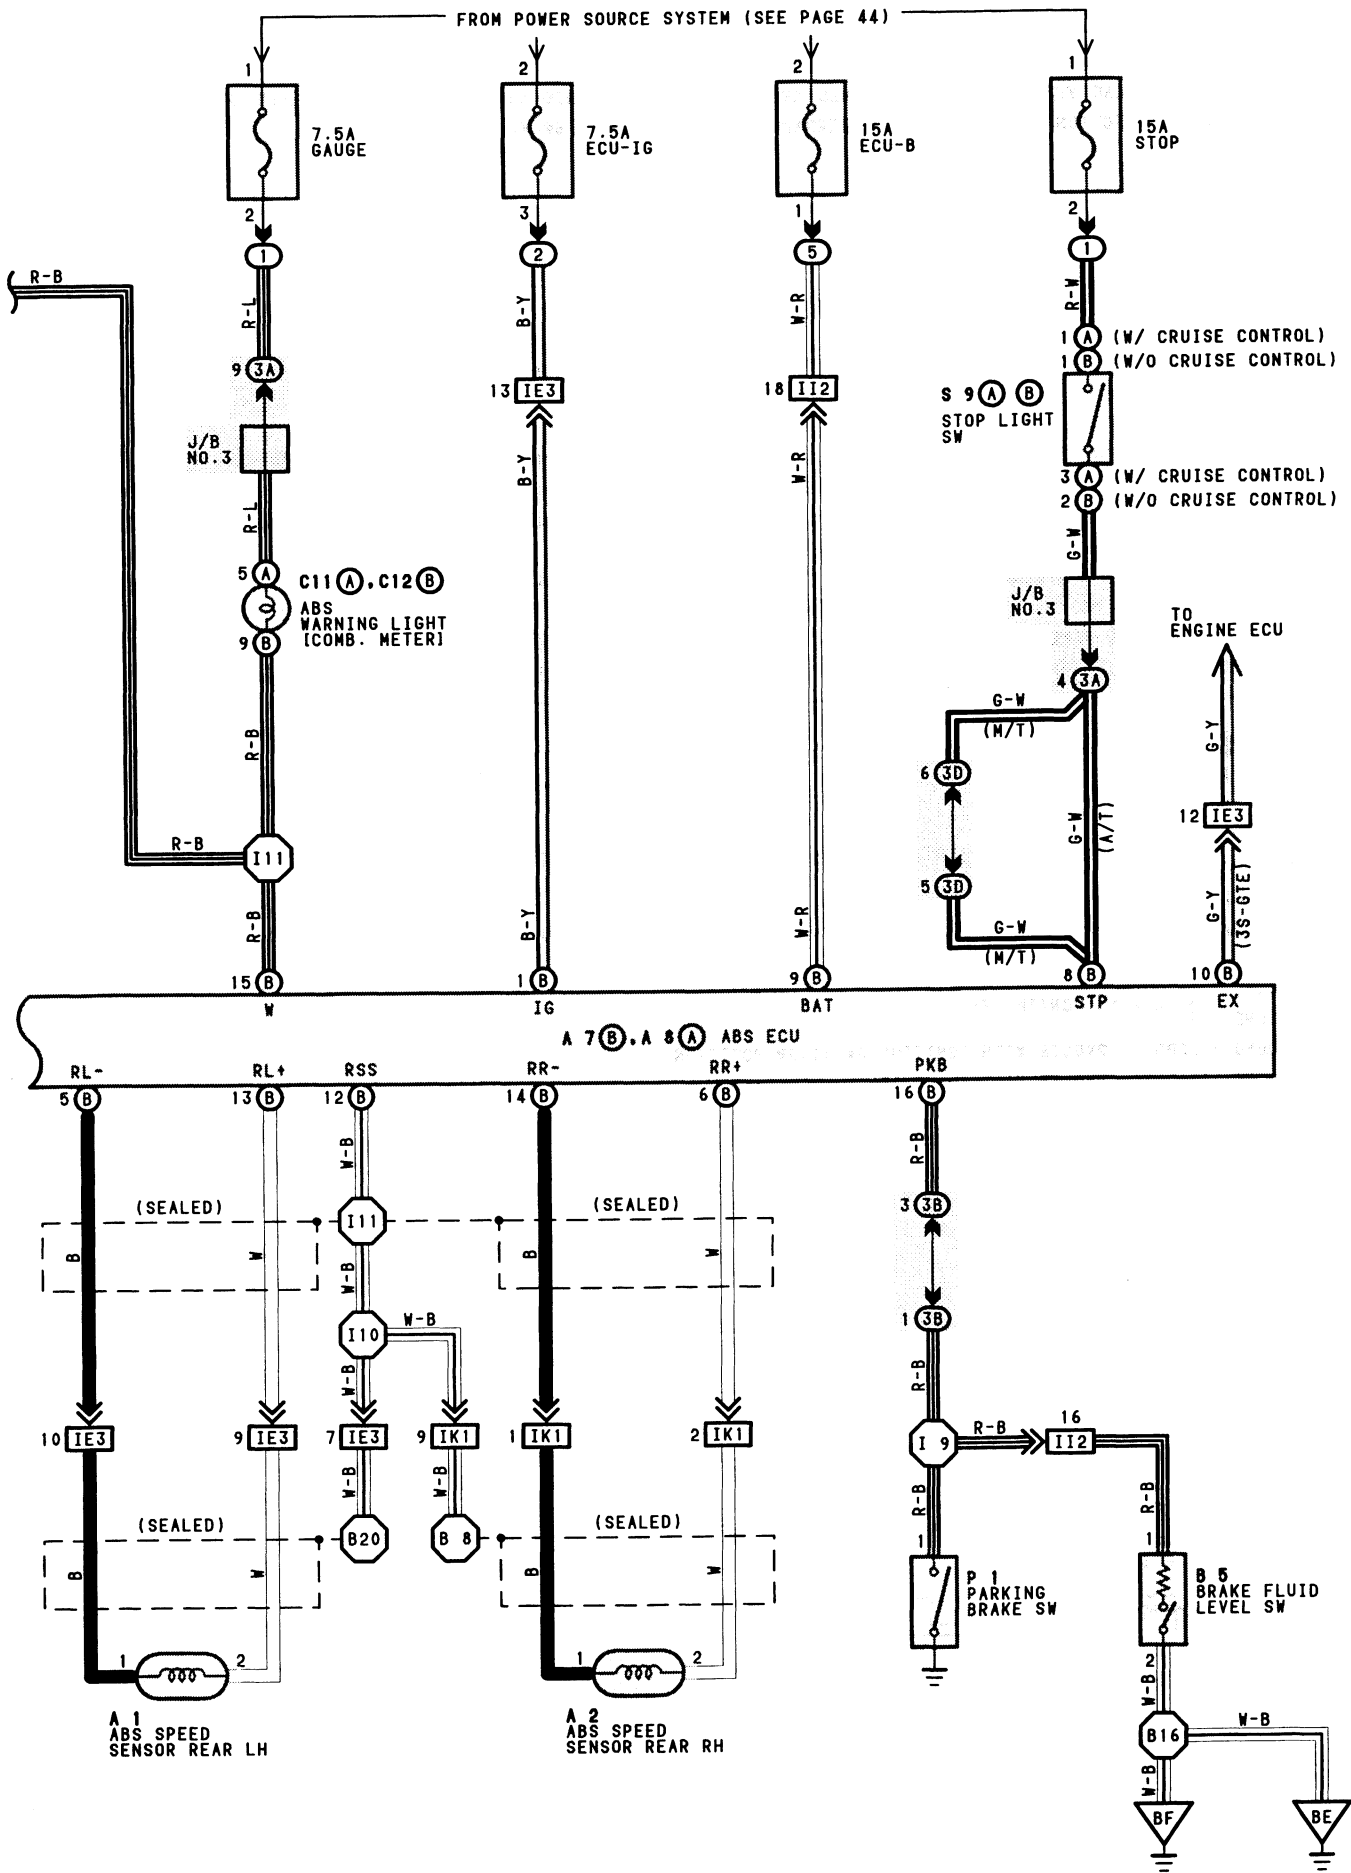 FROM POWER SOURCE SYSTEM (SEE PAGE 44)
1
2
2
1
7.5A
GAUGE
7.5A
ECU-IG
15A
ECU-B
15A
STOP
2
3
1
2
1
2
5
1
R-B
R-L
B-Y
W-R
R-W
1 A (W/ CRUISE CONTROL)
1 B (W/O CRUISE CONTROL)
9 3A
13 IE3
18 II2
S 9 A B
STOP LIGHT
SW
J/B
NO.3
B-Y
W-R
3 A (W/ CRUISE CONTROL)
2 B (W/O CRUISE CONTROL)
R-L
G-W
5 A
C11 A, C12 B
ABS
WARNING LIGHT
[COMB. METER]
9 B
J/B
NO.3
TO
ENGINE ECU
4 3A
G-W
(M/T)
R-B
G-Y
6 3D
12 IE3
G-W
(A/T)
R-B
I11
5 3D
R-B
B-Y
W-R
G-W
(M/T)
G-Y
(3S-GTE)
15 B
1 B
9 B
8 B
10 B
W
IG
BAT
STP
EX
A 7 B, A 8 A ABS ECU
RL-
RL+
RSS
RR-
RR+
PKB
5 B
13 B
12 B
14 B
6 B
16 B
W-B
R-B
(SEALED)
(SEALED)
3 3B
I11
B
W
W-B
B
W
1 3B
I10
W-B
W-B
R-B
10 IE3
9 IE3
7 IE3
9 IK1
1 IK1
2 IK1
I 9
R-B
16
II2
W-B
W-B
R-B
R-B
(SEALED)
(SEALED)
B20
B 8
1
1
B
W
B
W
P 1
PARKING
BRAKE SW
B 5
BRAKE FLUID
LEVEL SW
1
2
1
2
2
W-B
A 1
ABS SPEED
SENSOR REAR LH
A 2
ABS SPEED
SENSOR REAR RH
B16
W-B
W-B
BF
BE